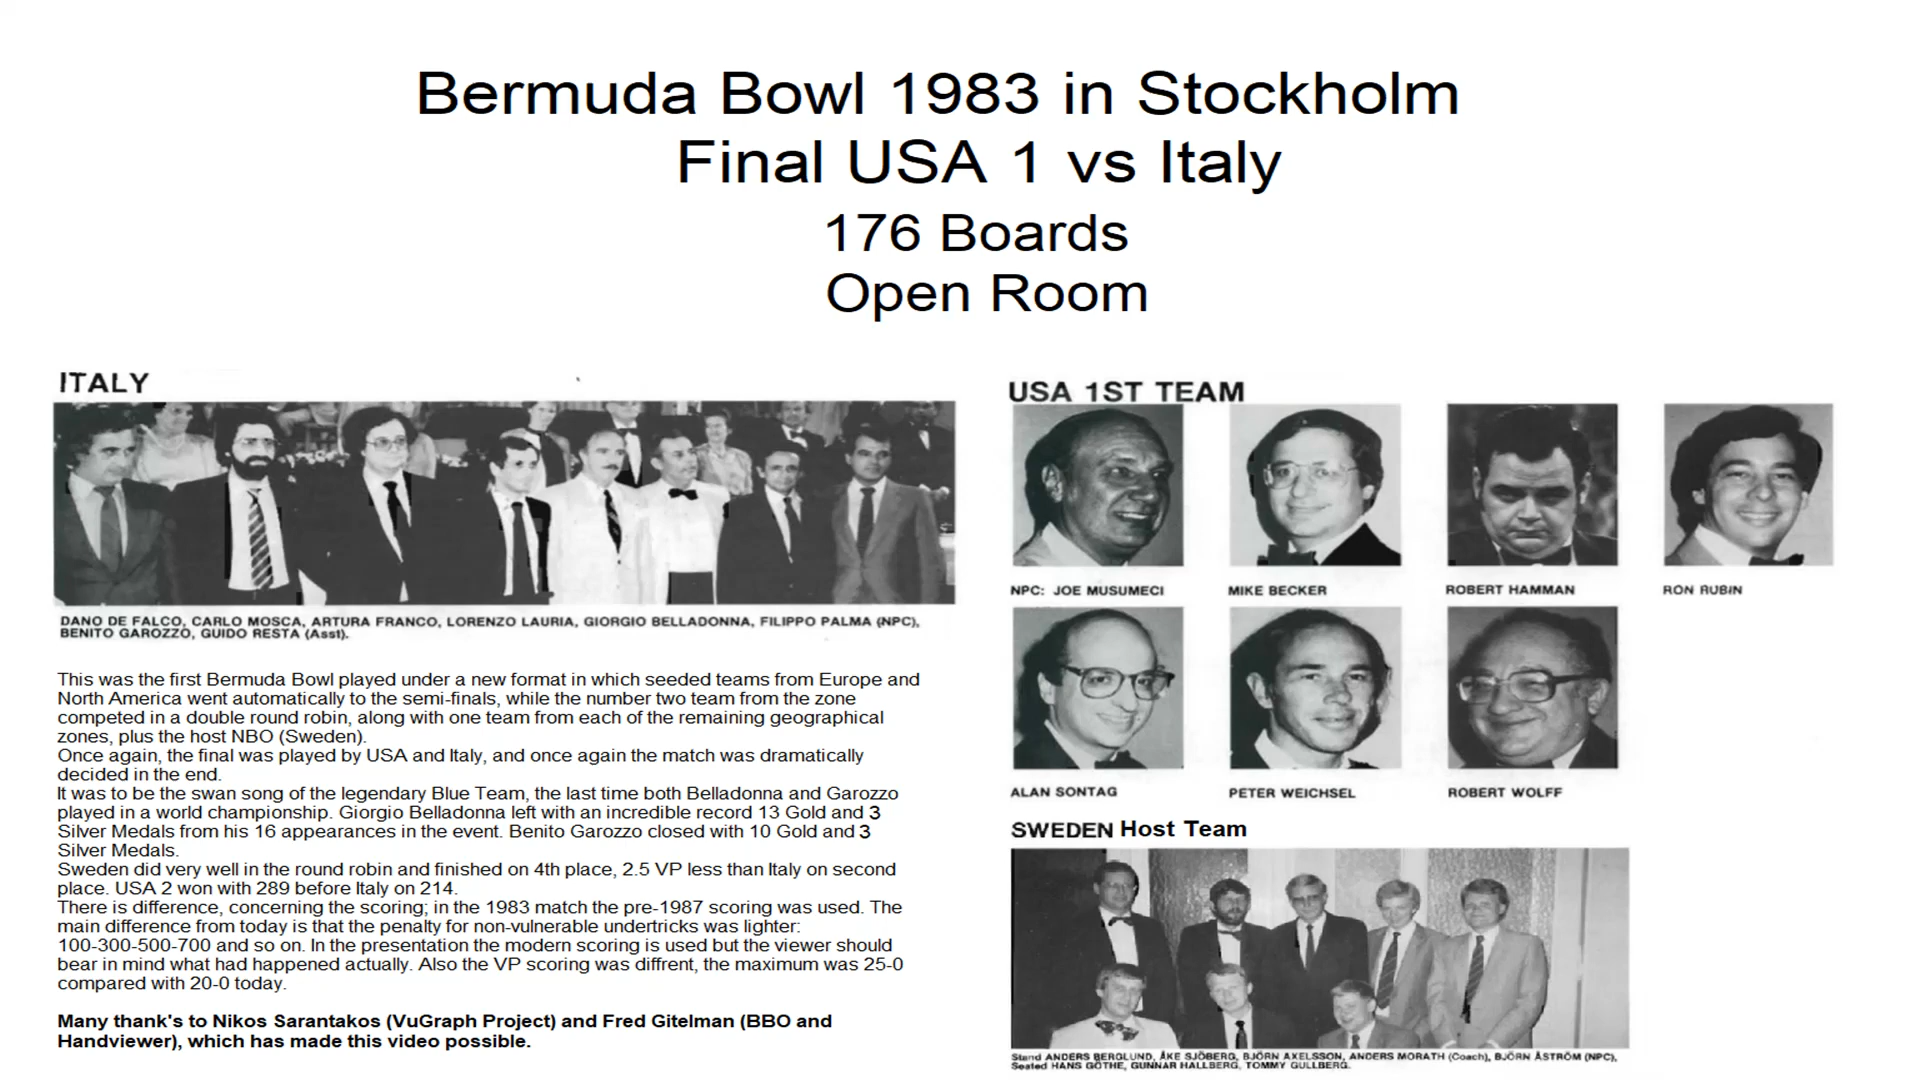 Bermuda Bowl 1983 in Stockholm
Final USA 1 vs Italy
176 Boards
Open Room
ITALY
DANO DE FALCO, CARLO MOSCA, ARTURA FRANCO, LORENZO LAURIA, GIORGIO BELLADONNA, FILIPPO PALMA (NPC),
BENITO GAROZZO, GUIDO RESTA (Asst).
This was the first Bermuda Bowl played under a new format in which seeded teams from Europe and
North America went automatically to the semi-finals, while the number two team from the zone
competed in a double round robin, along with one team from each of the remaining geographical
zones, plus the host NBO (Sweden).
Once again, the final was played by USA and Italy, and once again the match was dramatically
decided in the end.
It was to be the swan song of the legendary Blue Team, the last time both Belladonna and Garozzo
played in a world championship. Giorgio Belladonna left with an incredible record 13 Gold and 3
Silver Medals from his 16 appearances in the event. Benito Garozzo closed with 10 Gold and 3
Silver Medals.
Sweden did very well in the round robin and finished on 4th place, 2.5 VP less than Italy on second
place. USA 2 won with 289 before Italy on 214.
There is difference, concerning the scoring; in the 1983 match the pre-1987 scoring was used. The
main difference from today is that the penalty for non-vulnerable undertricks was lighter:
100-300-500-700 and so on. In the presentation the modern scoring is used but the viewer should
bear in mind what had happened actually. Also the VP scoring was diffrent, the maximum was 25-0
compared with 20-0 today.
Many thank's to Nikos Sarantakos (VuGraph Project) and Fred Gitelman (BBO and
Handviewer), which has made this video possible.
USA 1ST TEAM
NPC: JOE MUSUMECI
MIKE BECKER
ROBERT HAMMAN
RON RUBIN
ALAN SONTAG
PETER WEICHSEL
ROBERT WOLFF
SWEDEN Host Team
Stand ANDERS BERGLUND, ÅKE SJÖBERG, BJÖRN AXELSSON, ANDERS MORATH (Coach), BJÖRN ÅSTRÖM (NPC),
Seated HANS GÖTHE, GUNNAR HALLBERG, TOMMY GULLBERG.